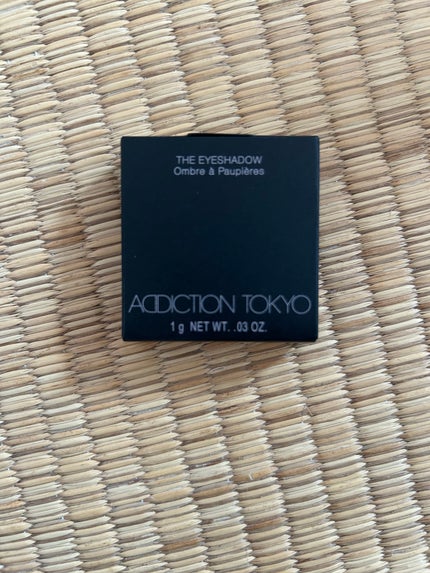 THE EYESHADOW
Ombre à Paupières
ADDICTION TOKYO
1 g NET WT. .03 OZ.